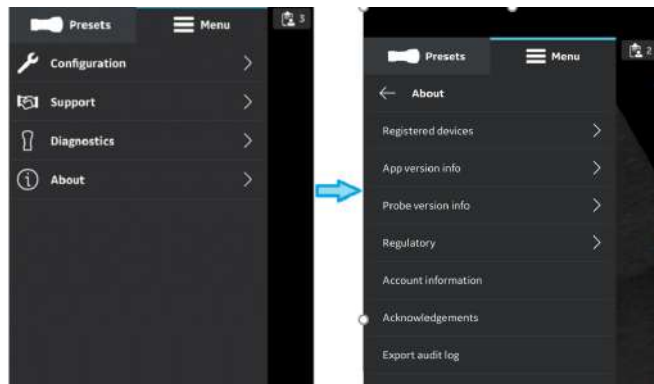 Presets
Menu
3
Configuration
Support
Diagnostics
About
Presets
Menu
2
About
Registered devices
App version info
Probe version info
Regulatory
Account information
Acknowledgements
Export audit log